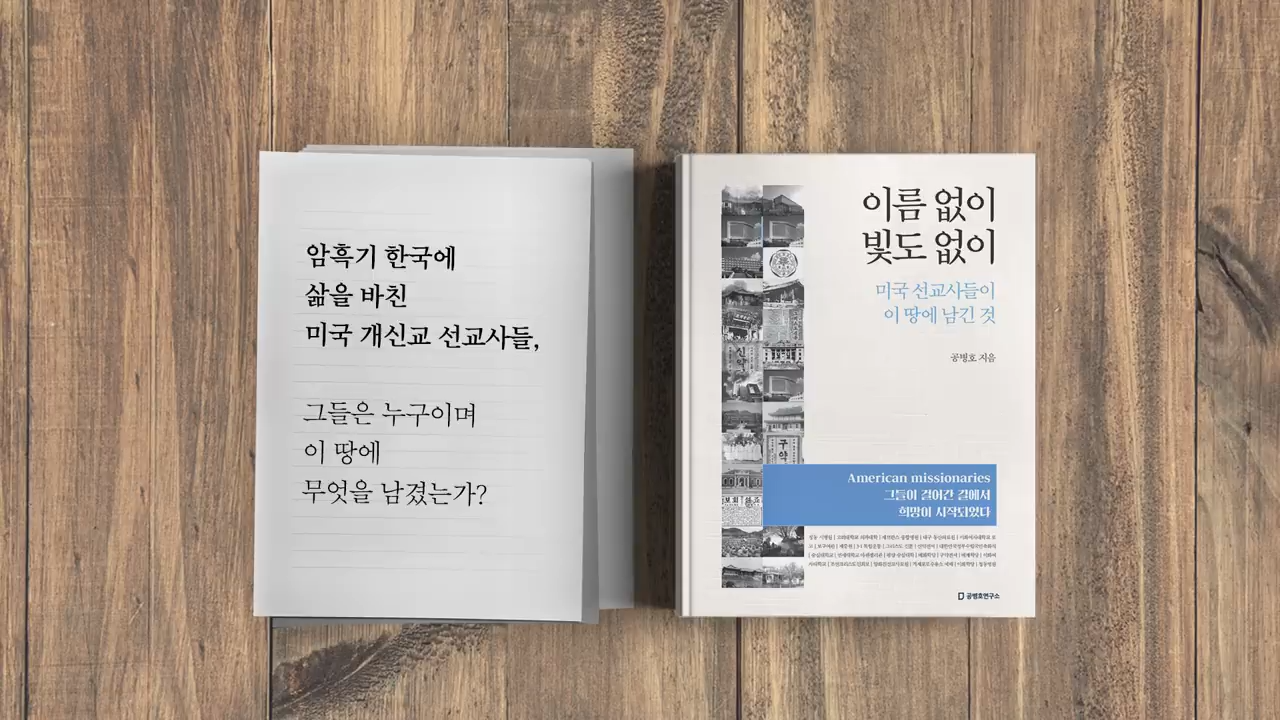 암흑기 한국에
삶을 바친
미국 개신교 선교사들,
그들은 누구이며
이 땅에
무엇을 남겼는가?
이름 없이
빛도 없이
미국 선교사들이
이 땅에 남긴 것
공병호 지음
신약
구약
American missionaries
그들이 걸어간 길에서
희망이 시작되었다
공병호연구소